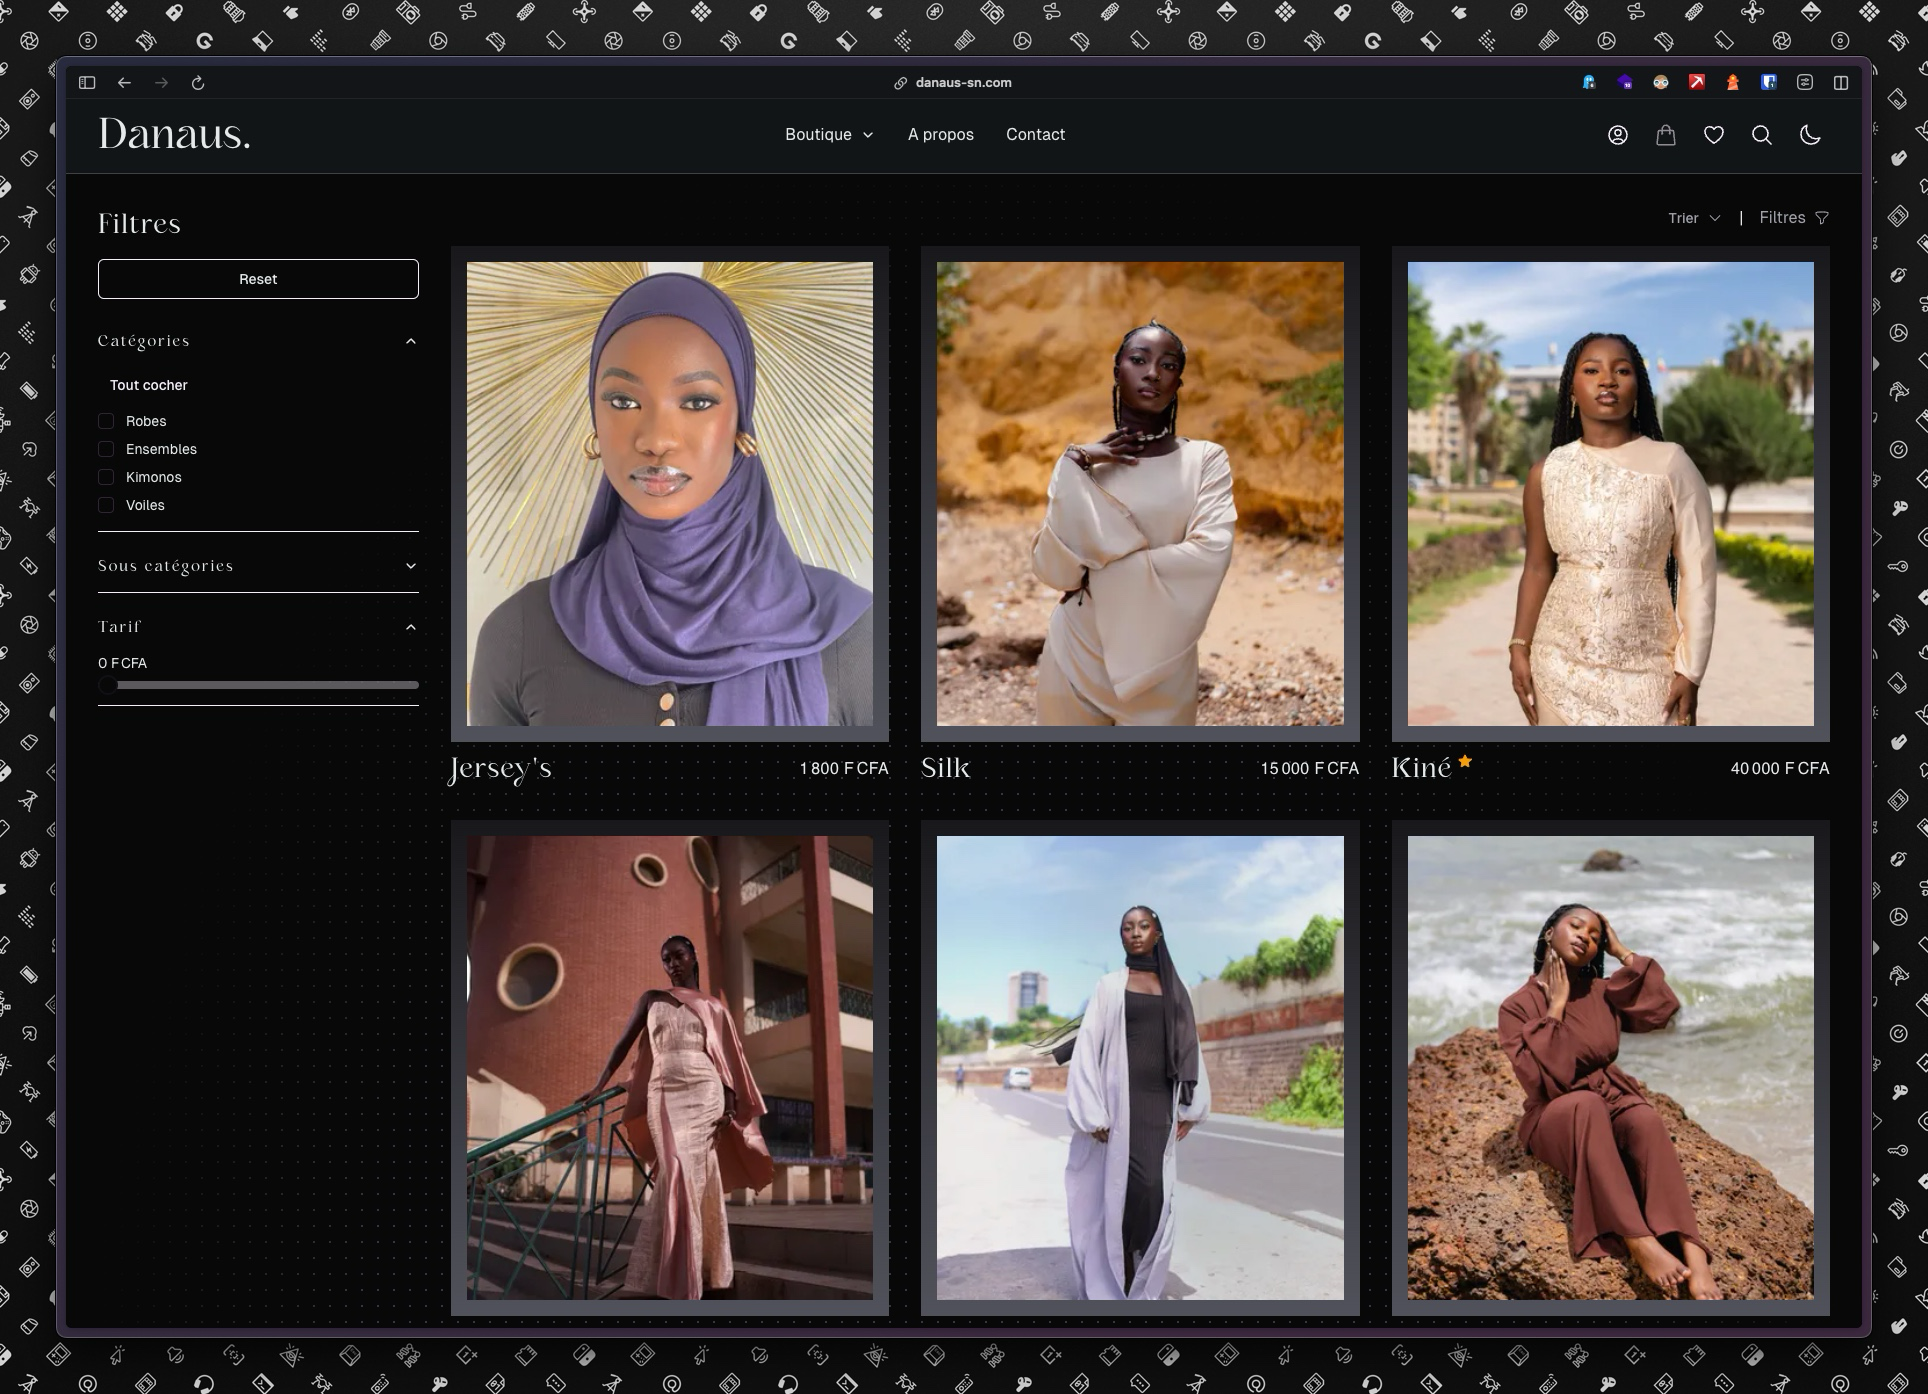 danaus-sn.com
Danaus.
Boutique
A propos
Contact
Filtres
Trier | Filtres
Reset
Catégories
Tout cocher
Robes
Ensembles
Kimonos
Voiles
Sous catégories
Tarif
0 F CFA
Jersey's 1 800 F CFA
Silk 15 000 F CFA
Kiné 40 000 F CFA